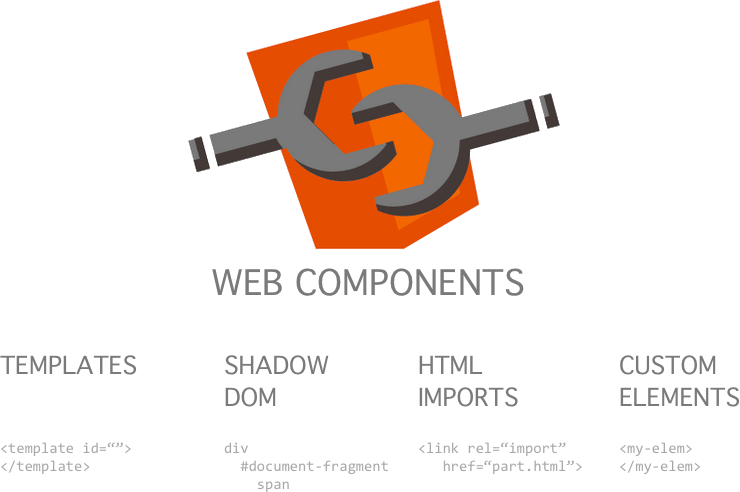 WEB COMPONENTS
TEMPLATES
<template id=“”>
</template>
SHADOW
DOM
div
#document-fragment
span
HTML
IMPORTS
<link rel=“import”
href=“part.html”>
CUSTOM
ELEMENTS
<my-elem>
</my-elem>